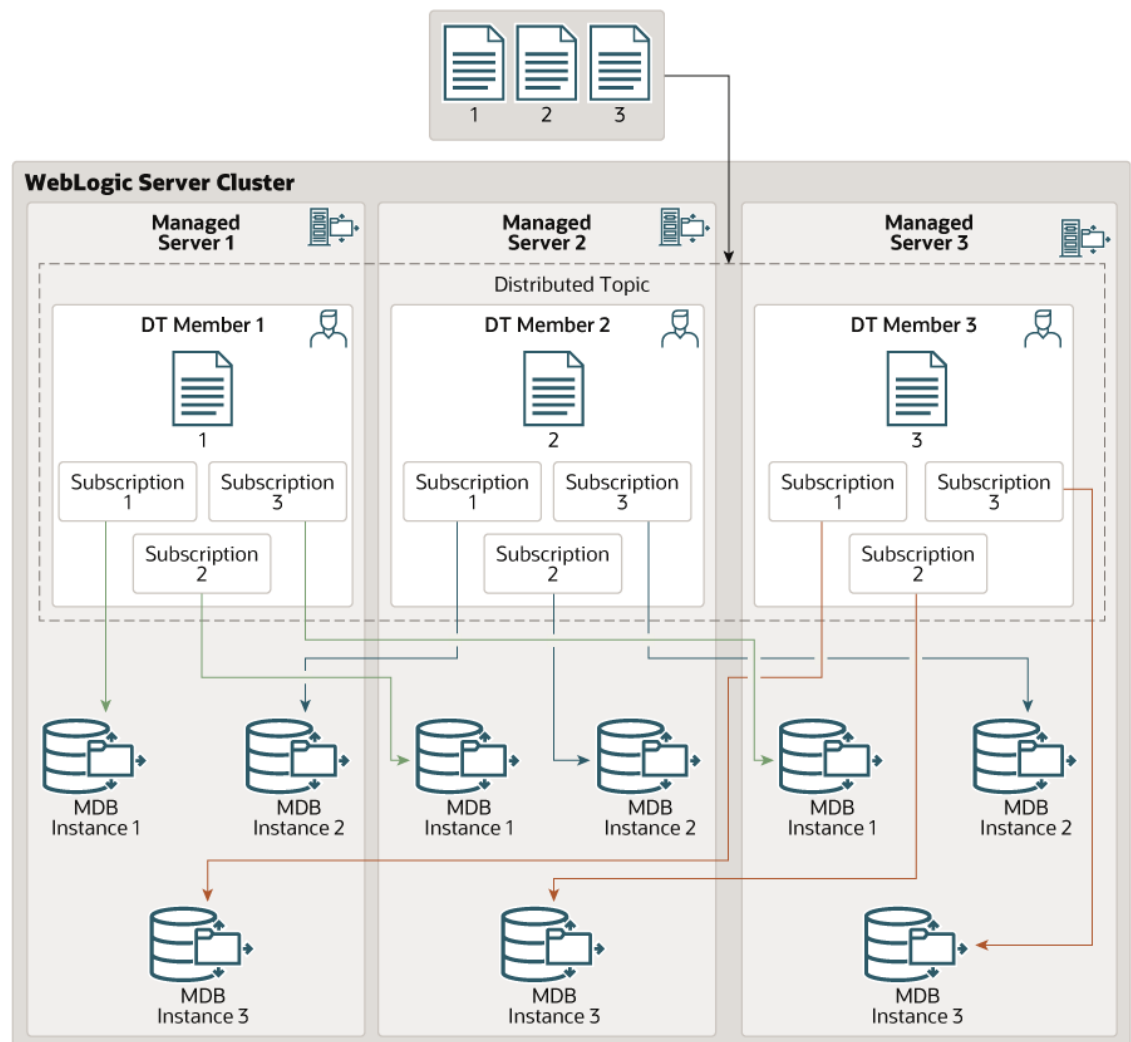 1
2
3
WebLogic Server Cluster
Managed
Server 1
Managed
Server 2
Managed
Server 3
Distributed Topic
DT Member 1
DT Member 2
DT Member 3
1
2
3
Subscription
1
Subscription
3
Subscription
2
Subscription
1
Subscription
3
Subscription
2
Subscription
1
Subscription
3
Subscription
2
MDB
Instance 1
MDB
Instance 2
MDB
Instance 1
MDB
Instance 2
MDB
Instance 1
MDB
Instance 2
MDB
Instance 3
MDB
Instance 3
MDB
Instance 3